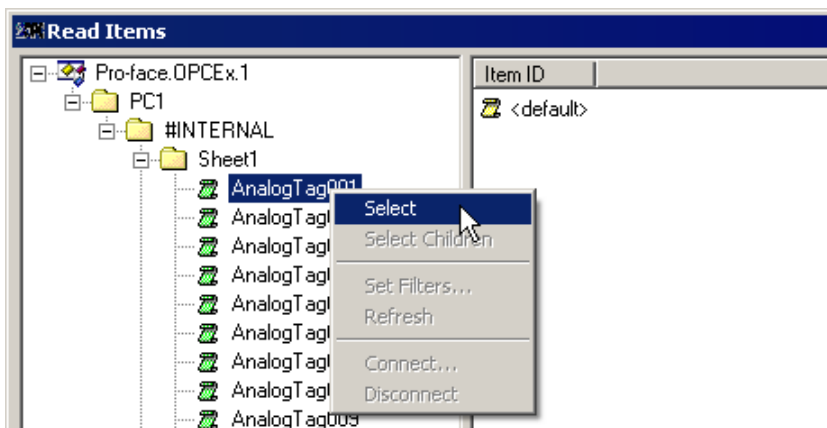 Read Items
Pro-face.OPCEx.1
PC1
#INTERNAL
Sheet1
AnalogTag001
AnalogTag
AnalogTag
AnalogTag
AnalogTag
AnalogTag
AnalogTag
AnalogTag
AnalogTag009
Select
Select Children
Set Filters...
Refresh
Connect...
Disconnect
Item ID
<default>